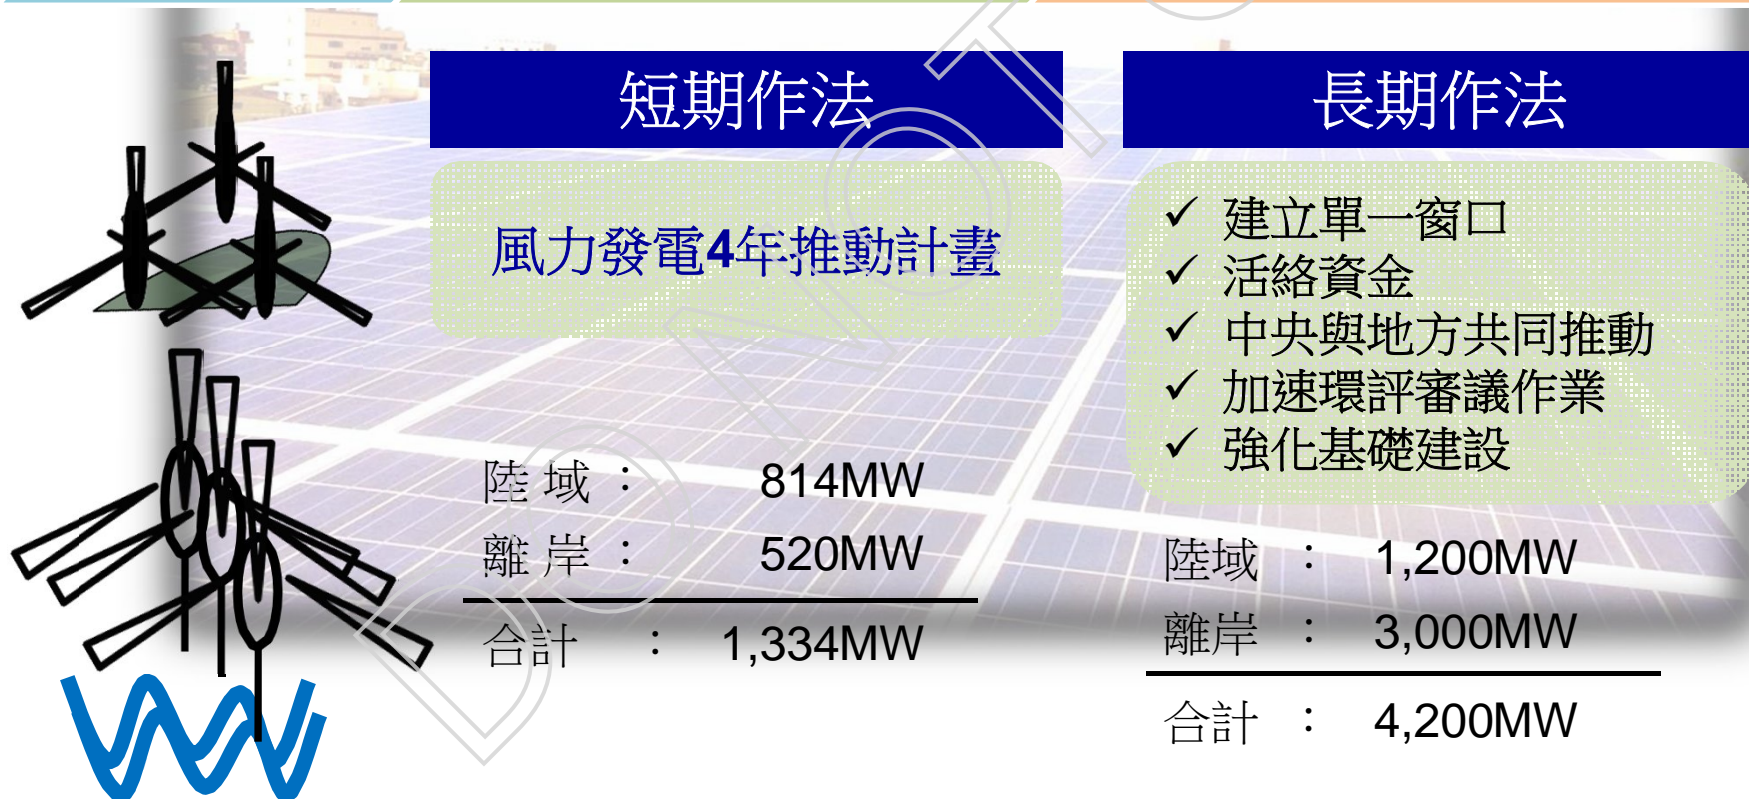 短期作法
風力發電4年推動計畫
陸域： 814MW
離岸： 520MW
合計： 1,334MW
長期作法
✓ 建立單一窗口
✓ 活絡資金
✓ 中央與地方共同推動
✓ 加速環評審議作業
✓ 強化基礎建設
陸域： 1,200MW
離岸： 3,000MW
合計： 4,200MW